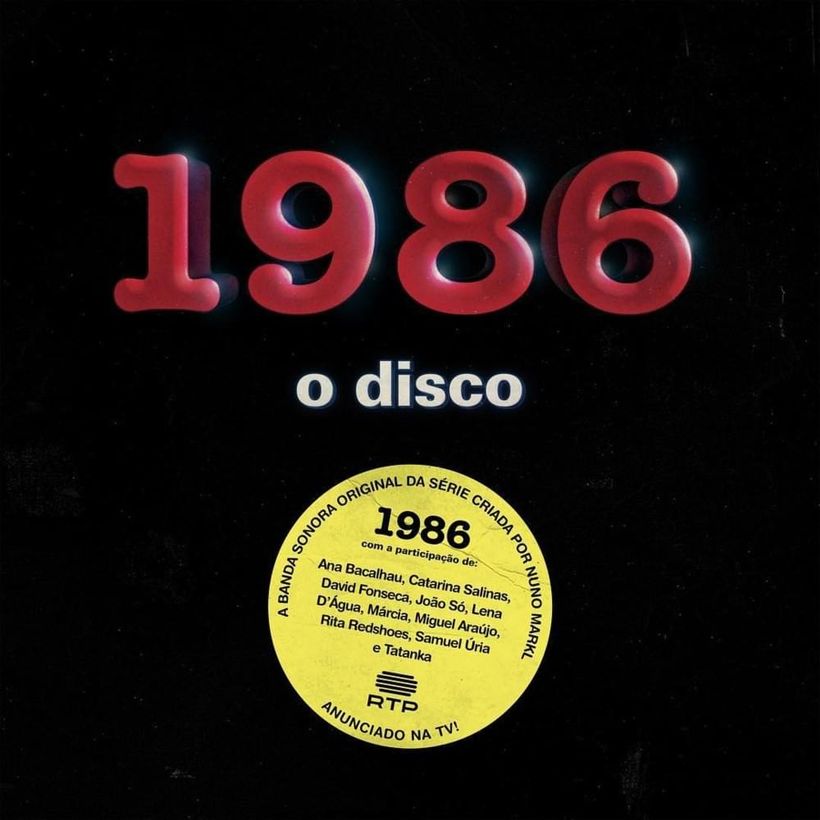 1986
o disco
A BANDA SONORA ORIGINAL DA SÉRIE CRIADA POR NUNO MARKL
1986
com a participação de:
Ana Bacalhau, Catarina Salinas,
David Fonseca, João Só, Lena
D'Água, Márcia, Miguel Araújo,
Rita Redshoes, Samuel Úria
e Tatanka
RTP
ANUNCIADO NA TV!